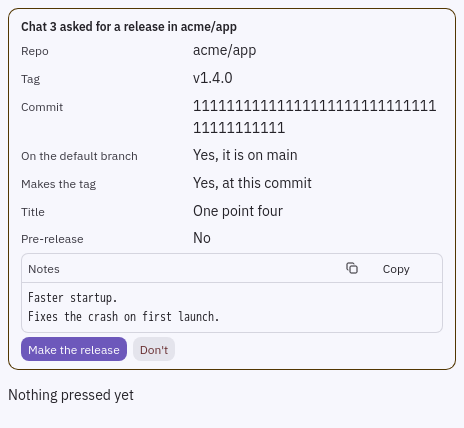 Chat 3 asked for a release in acme/app
Repo acme/app
Tag v1.4.0
Commit 11111111111111111111111111111
11111111111
On the default branch Yes, it is on main
Makes the tag Yes, at this commit
Title One point four
Pre-release No
Notes Copy
Faster startup.
Fixes the crash on first launch.
Make the release Don't
Nothing pressed yet